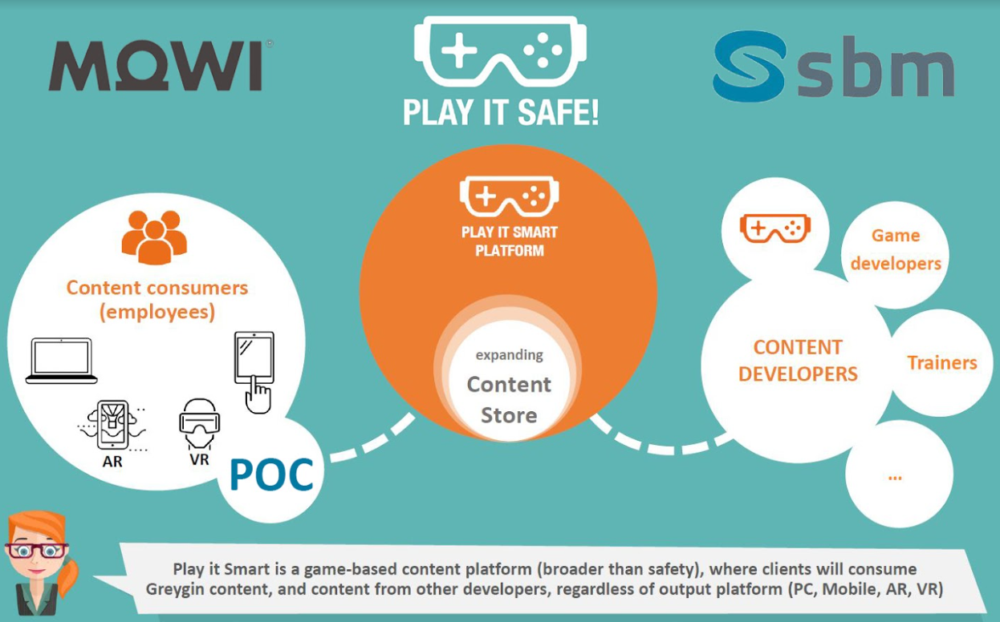 MOWI
PLAY IT SAFE!
sbm
PLAY IT SMART
PLATFORM
Content consumers
(employees)
AR
VR
POC
expanding
Content
Store
Game
developers
CONTENT
DEVELOPERS
Trainers
...
Play it Smart is a game-based content platform (broader than safety), where clients will consume
Greygin content, and content from other developers, regardless of output platform (PC, Mobile, AR, VR)